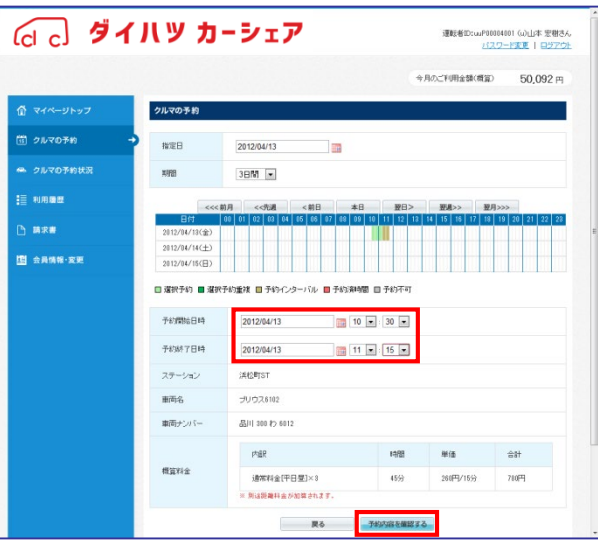 ダイハツ カーシェア
運転者ID:uuP00004001 (ω)山本 宏樹さん
パスワード変更 | ログアウト
今月のご利用金額(概算) 50,092 円
マイページトップ
クルマの予約
クルマの予約状況
利用履歴
請求書
会員情報・変更
クルマの予約
指定日 2012/04/13
期間 3日間
<<<前月 <<先週 <前日 本日 翌日> 翌週>> 翌月>>>
日付 00 01 02 03 04 05 06 07 08 09 10 11 12 13 14 15 16 17 18 19 20 21 22 23
2012/04/13(金)
2012/04/14(土)
2012/04/15(日)
選択予約 選択予約重複 予約インターバル 予約済時間 予約不可
予約開始日時 2012/04/13 10 : 30
予約終了日時 2012/04/13 11 : 15
ステーション 浜松町ST
車両名 プリウス6102
車両ナンバー 品川 300 わ 6012
概算料金
内訳 時間 単価 合計
通常料金[平日昼]×3 45分 260円/15分 780円
※ 別途距離料金が加算されます。
戻る 予約内容を確認する